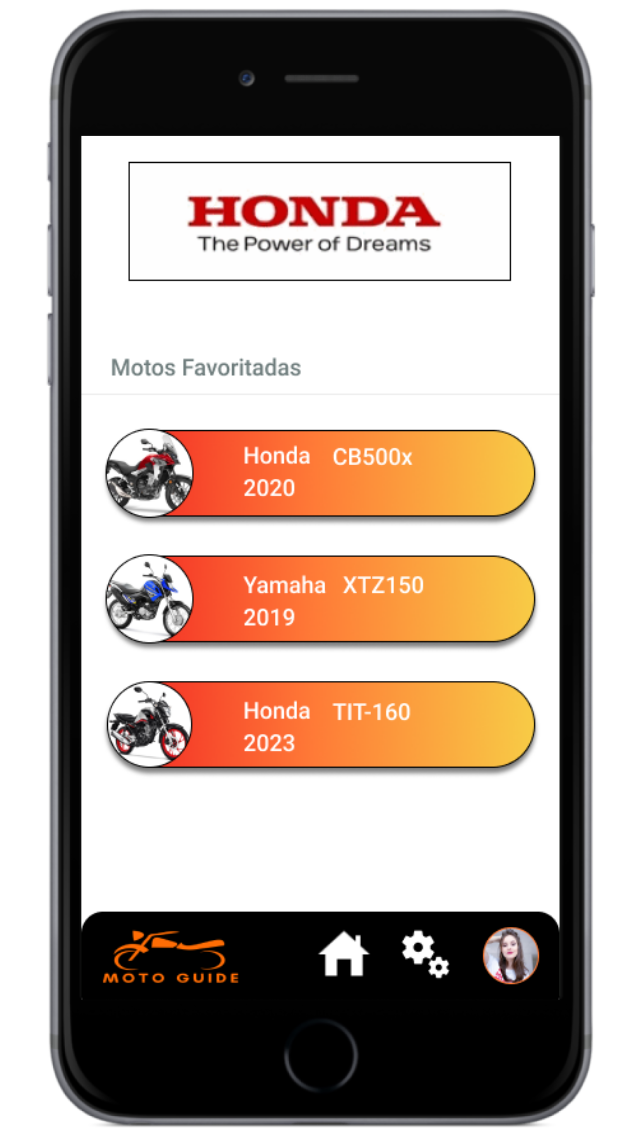 HONDA
The Power of Dreams
Motos Favoritadas
Honda CB500x
2020
Yamaha XTZ150
2019
Honda TIT-160
2023
MOTO GUIDE